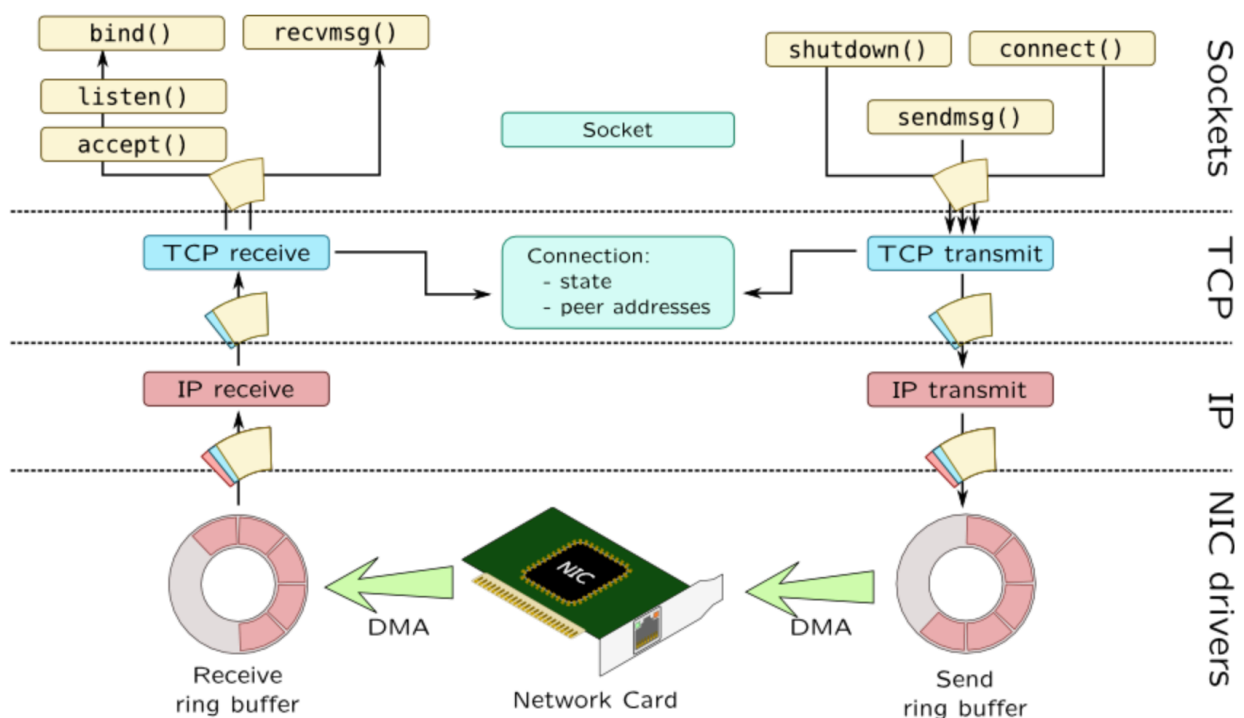 bind()
recvmsg()
listen()
accept()
Socket
shutdown()
connect()
sendmsg()
Sockets
TCP receive
Connection:
- state
- peer addresses
TCP transmit
TCP
IP receive
IP transmit
IP
NIC
DMA
DMA
Receive
ring buffer
Network Card
Send
ring buffer
NIC drivers